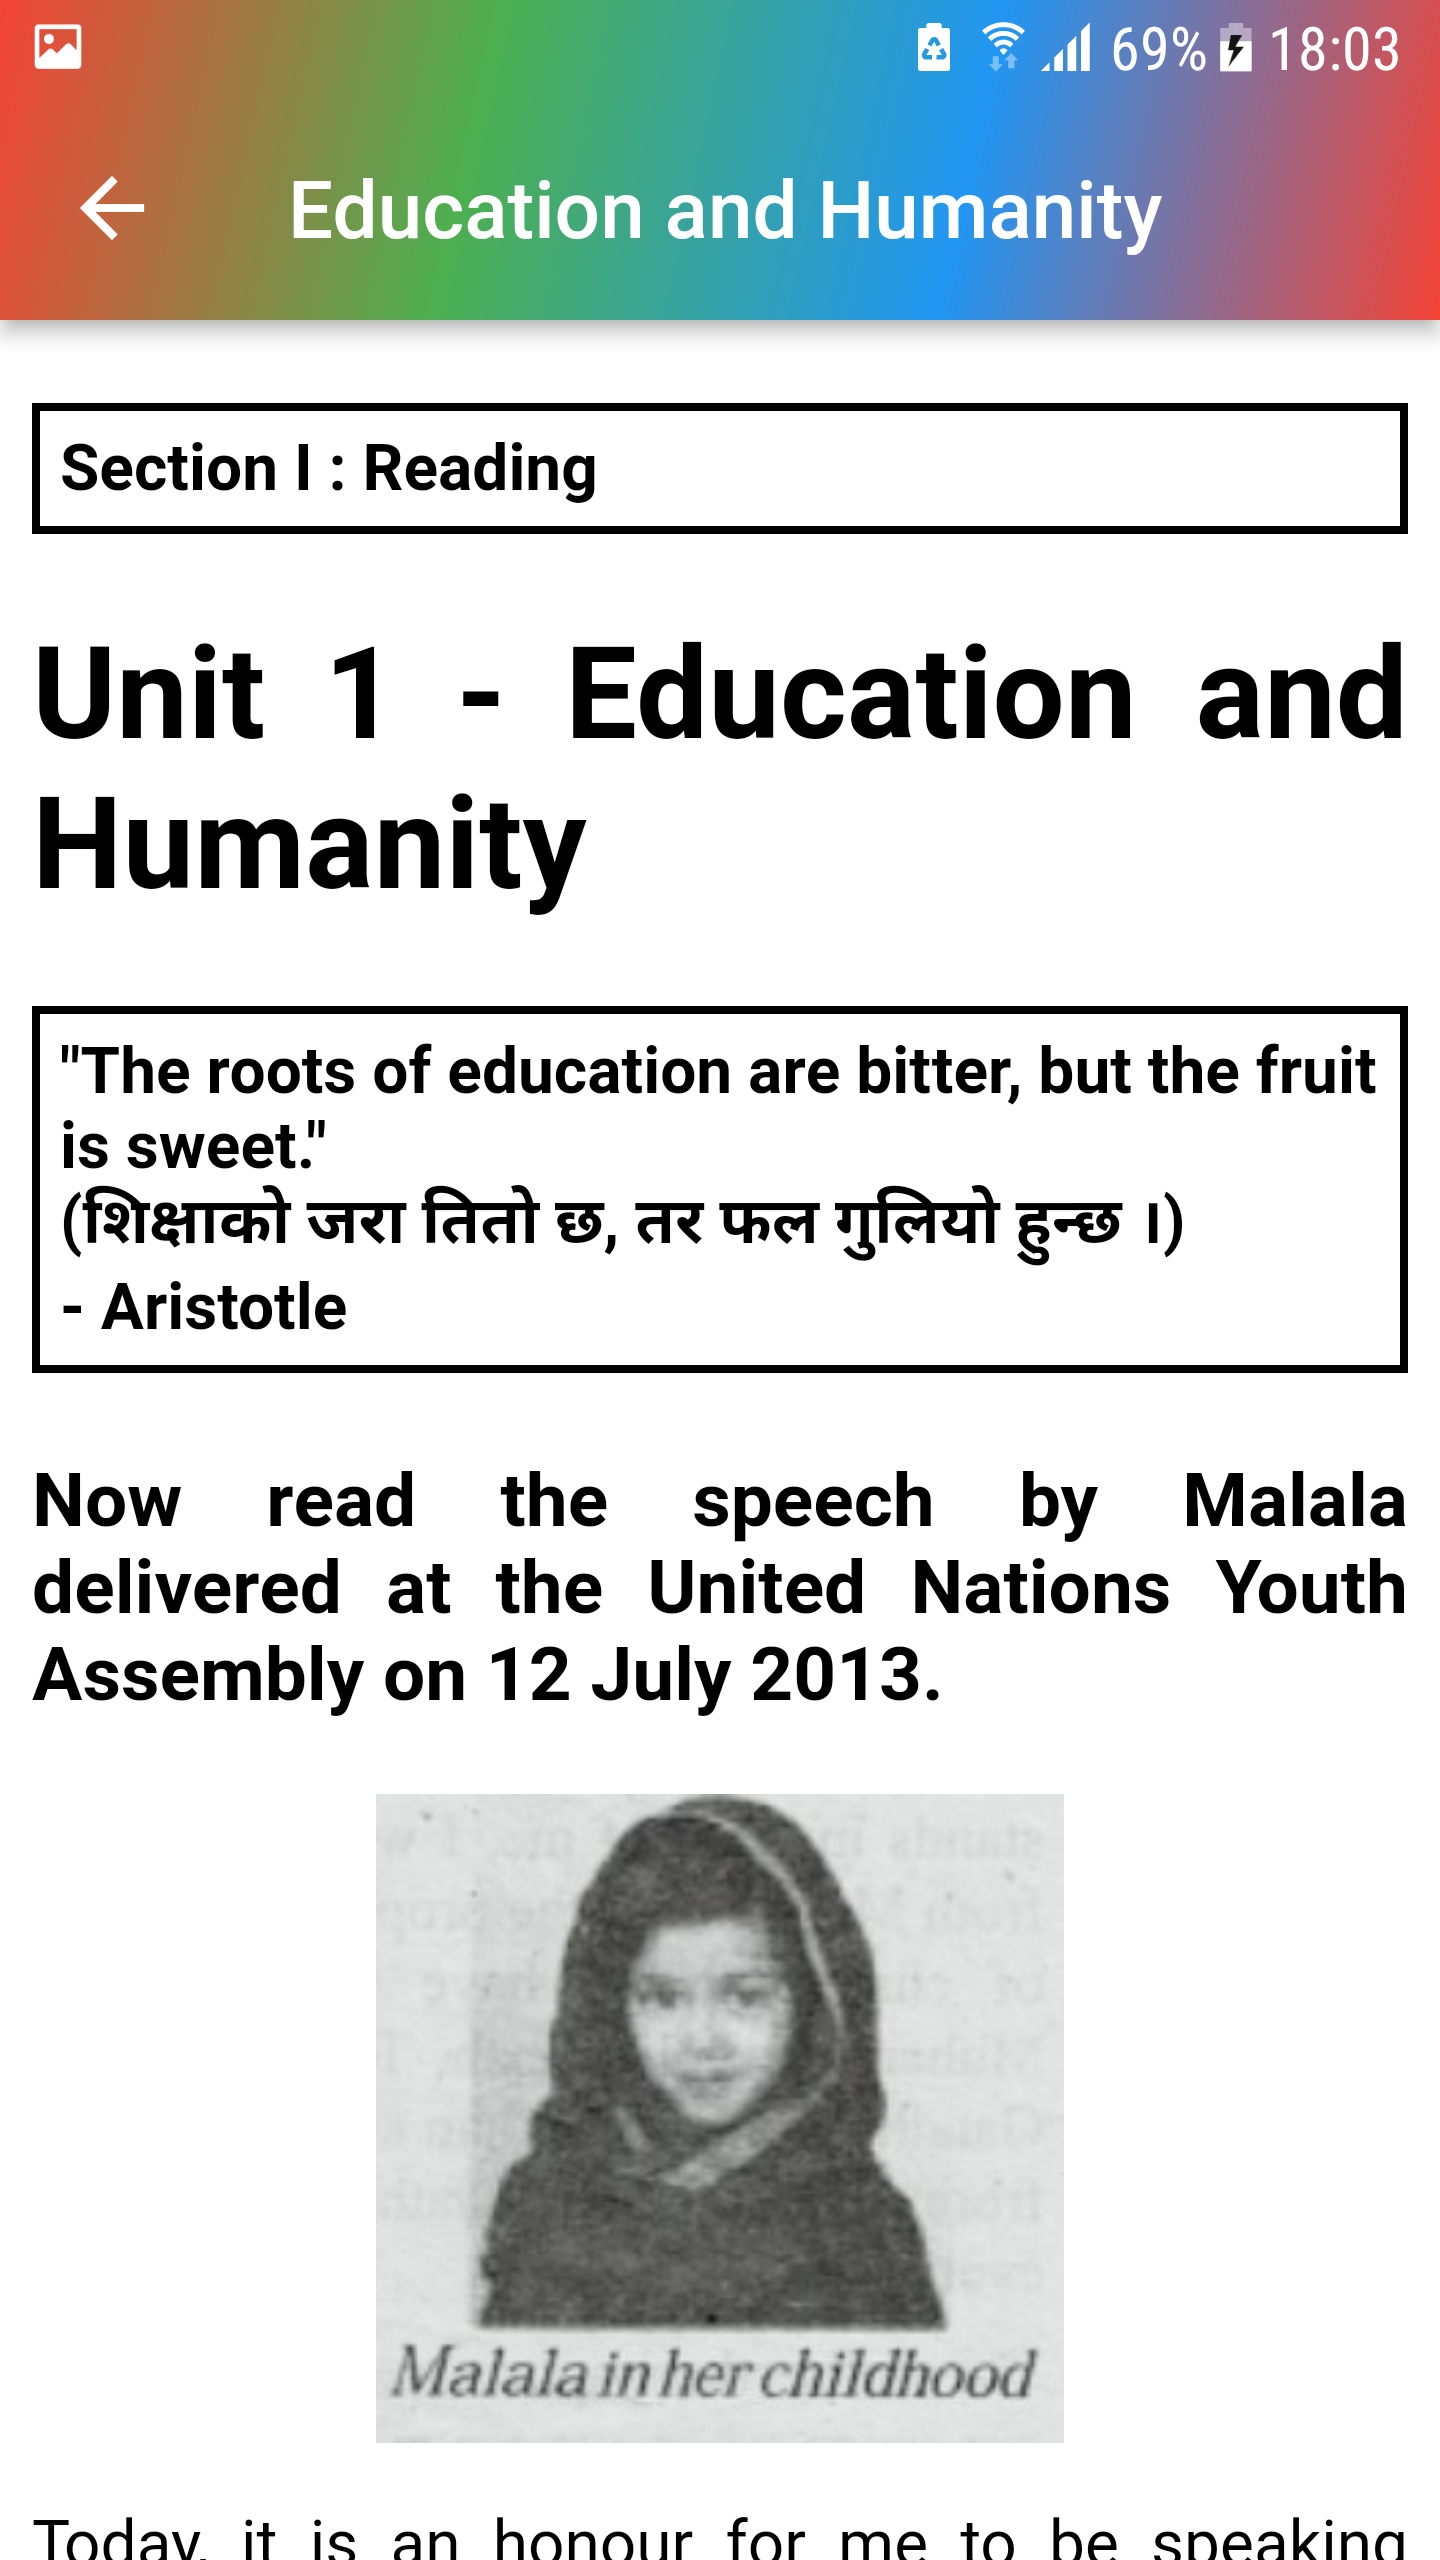 69% 18:03
Education and Humanity
Section I : Reading
Unit 1 - Education and
Humanity
"The roots of education are bitter, but the fruit
is sweet."
(शिक्षाको जरा तितो छ, तर फल गुलियो हुन्छ ।)
- Aristotle
Now read the speech by Malala
delivered at the United Nations Youth
Assembly on 12 July 2013.
Malala in her childhood
Today, it is an honour for me to be speaking